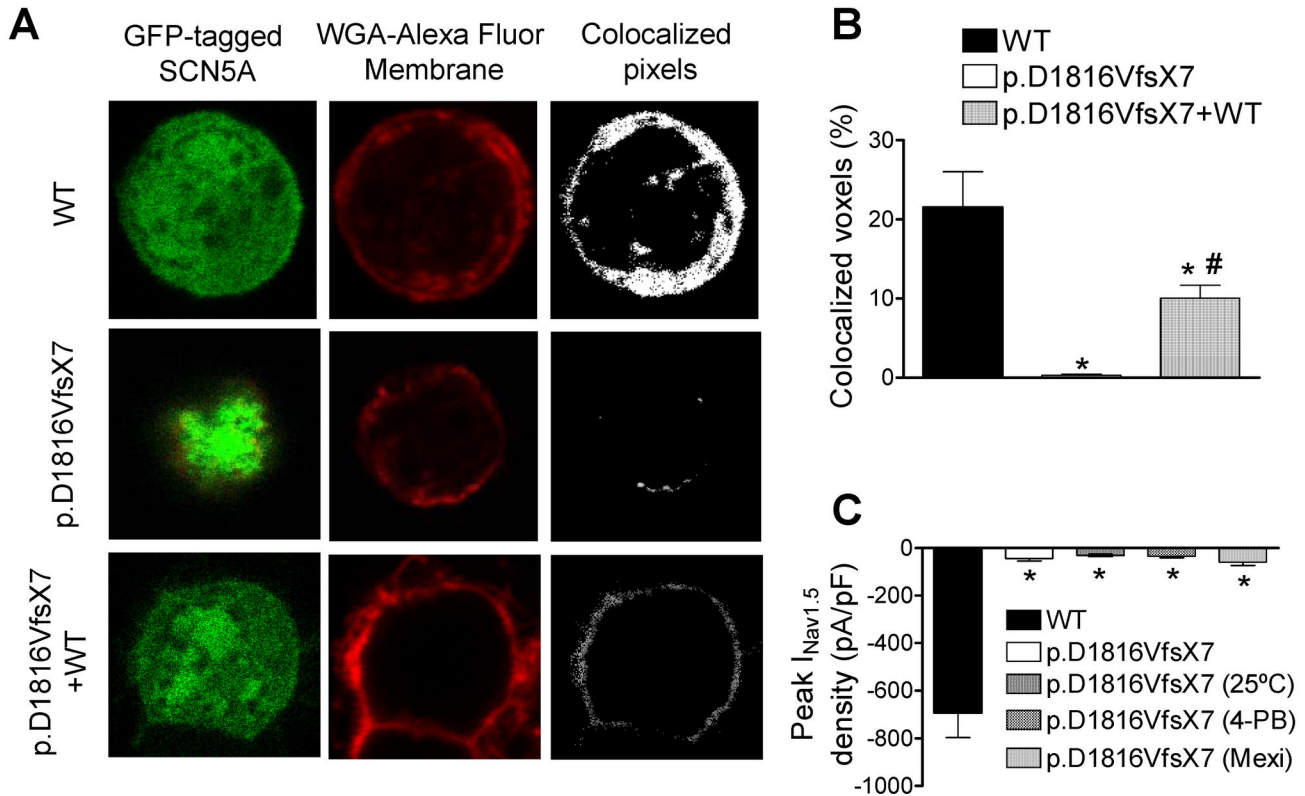 A
GFP-tagged
SCN5A
WGA-Alexa Fluor
Membrane
Colocalized
pixels
WT
p.D1816VfsX7
p.D1816VfsX7
+WT
B
WT
p.D1816VfsX7
p.D1816VfsX7+WT
Colocalized voxels (%)
30
20
10
0
*
* #
C
Peak INav1.5
density (pA/pF)
0
-200
-400
-600
-800
-1000
* * * *
WT
p.D1816VfsX7
p.D1816VfsX7 (25ºC)
p.D1816VfsX7 (4-PB)
p.D1816VfsX7 (Mexi)